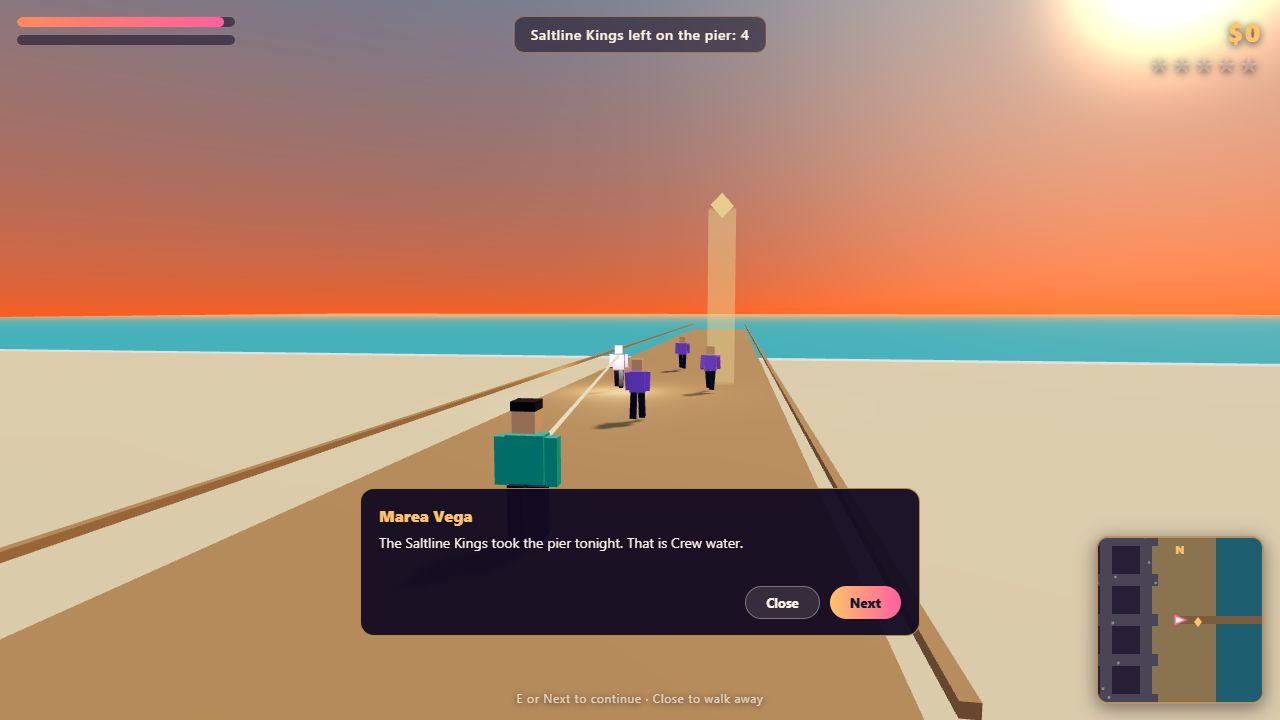 Saltline Kings left on the pier: 4
$0
Marea Vega
The Saltline Kings took the pier tonight. That is Crew water.
Close
Next
N
E or Next to continue · Close to walk away